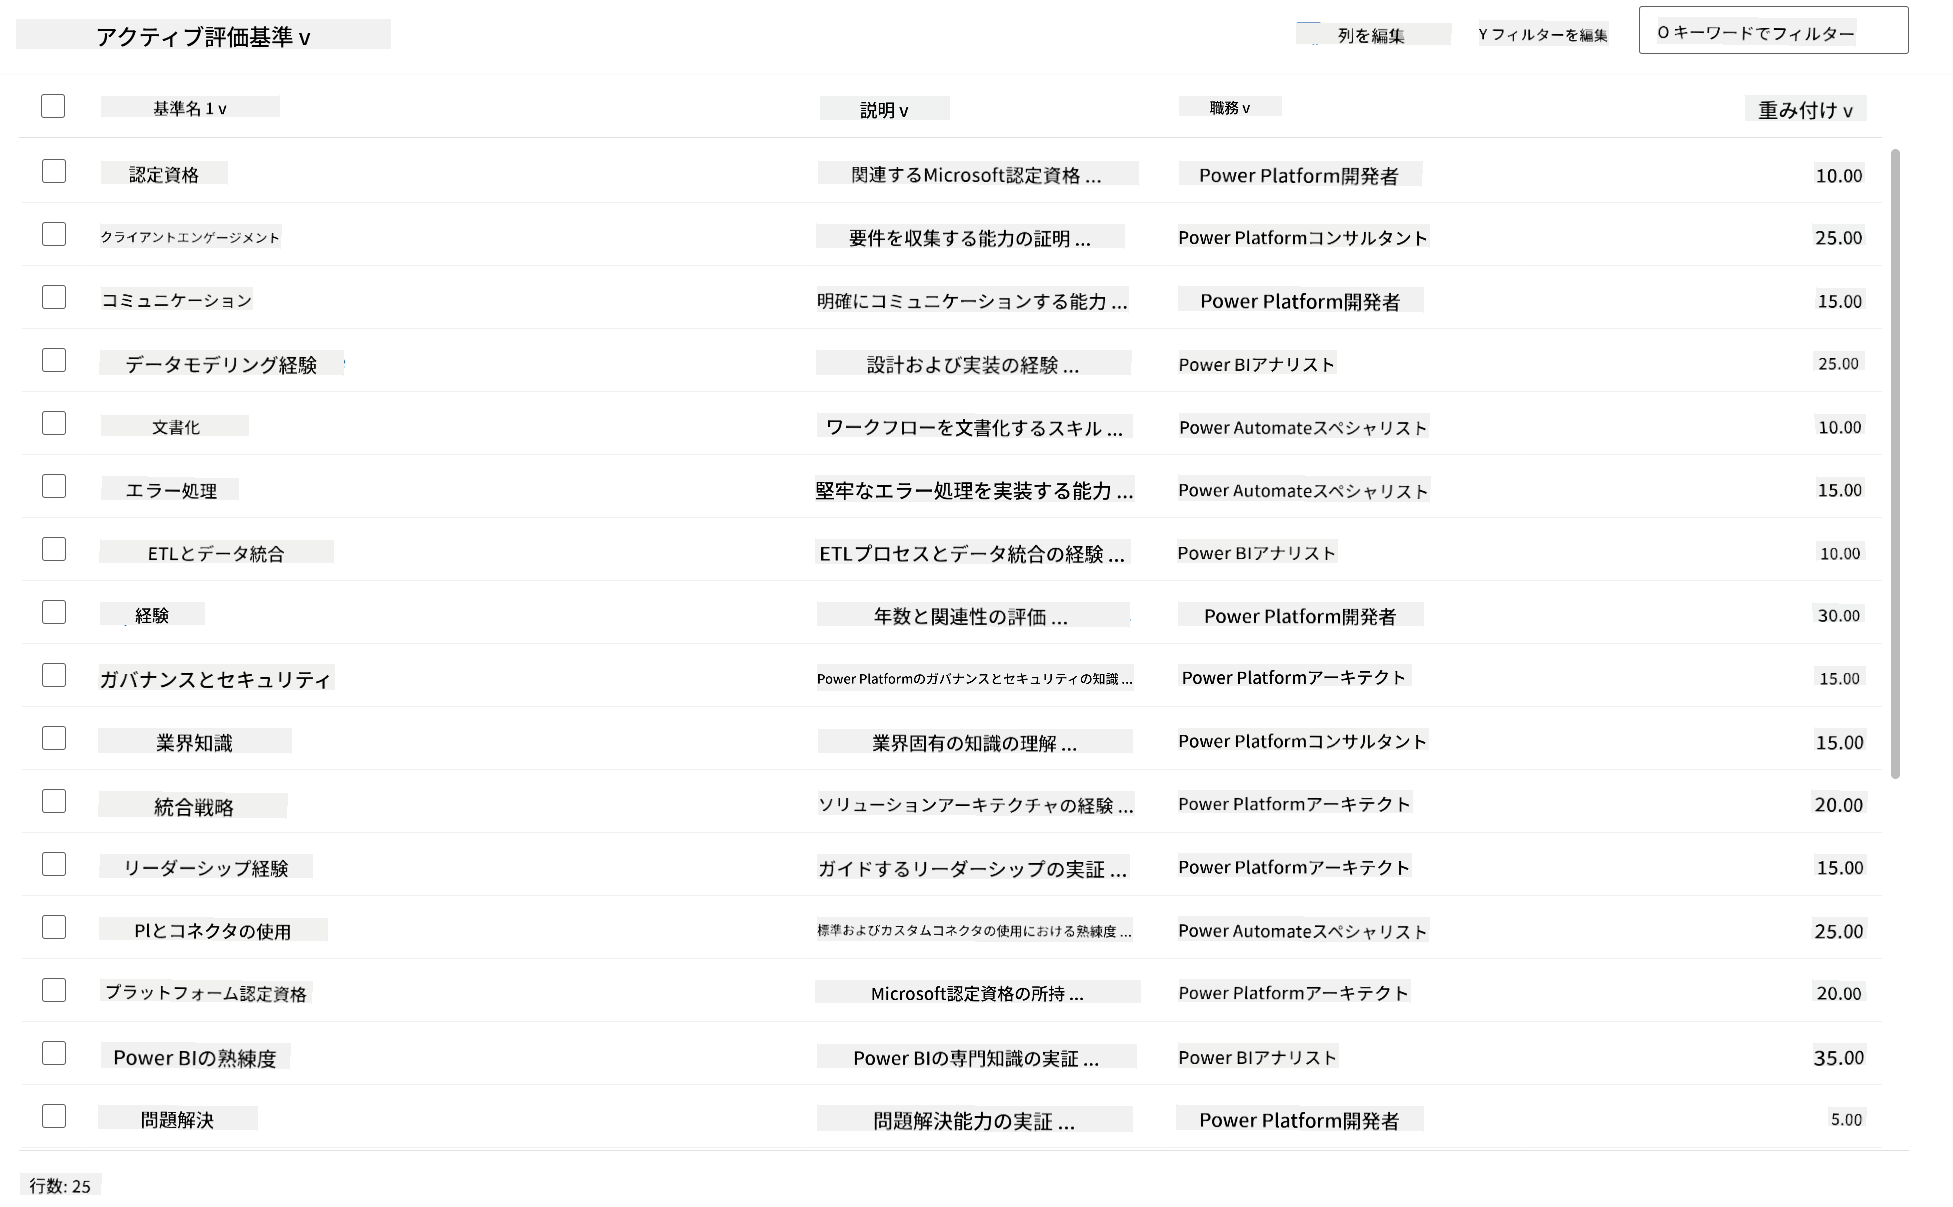 アクティブ評価基準 v
列を編集 Y フィルターを編集 O キーワードでフィルター
基準名 1 v 説明 v 職務 v 重み付け v
認定資格 関連するMicrosoft認定資格 ... Power Platform開発者 10.00
クライアントエンゲージメント 要件を収集する能力の証明 ... Power Platformコンサルタント 25.00
コミュニケーション 明確にコミュニケーションする能力 ... Power Platform開発者 15.00
データモデリング経験 設計および実装の経験 ... Power BIアナリスト 25.00
文書化 ワークフローを文書化するスキル ... Power Automateスペシャリスト 10.00
エラー処理 堅牢なエラー処理を実装する能力 ... Power Automateスペシャリスト 15.00
ETLとデータ統合 ETLプロセスとデータ統合の経験 ... Power BIアナリスト 10.00
経験 年数と関連性の評価 ... Power Platform開発者 30.00
ガバナンスとセキュリティ Power Platformのガバナンスとセキュリティの知識 ... Power Platformアーキテクト 15.00
業界知識 業界固有の知識の理解 ... Power Platformコンサルタント 15.00
統合戦略 ソリューションアーキテクチャの経験 ... Power Platformアーキテクト 20.00
リーダーシップ経験 ガイドするリーダーシップの実証 ... Power Platformアーキテクト 15.00
Plとコネクタの使用 標準およびカスタムコネクタの使用における熟練度 ... Power Automateスペシャリスト 25.00
プラットフォーム認定資格 Microsoft認定資格の所持 ... Power Platformアーキテクト 20.00
Power BIの熟練度 Power BIの専門知識の実証 ... Power BIアナリスト 35.00
問題解決 問題解決能力の実証 ... Power Platform開発者 5.00
行数: 25